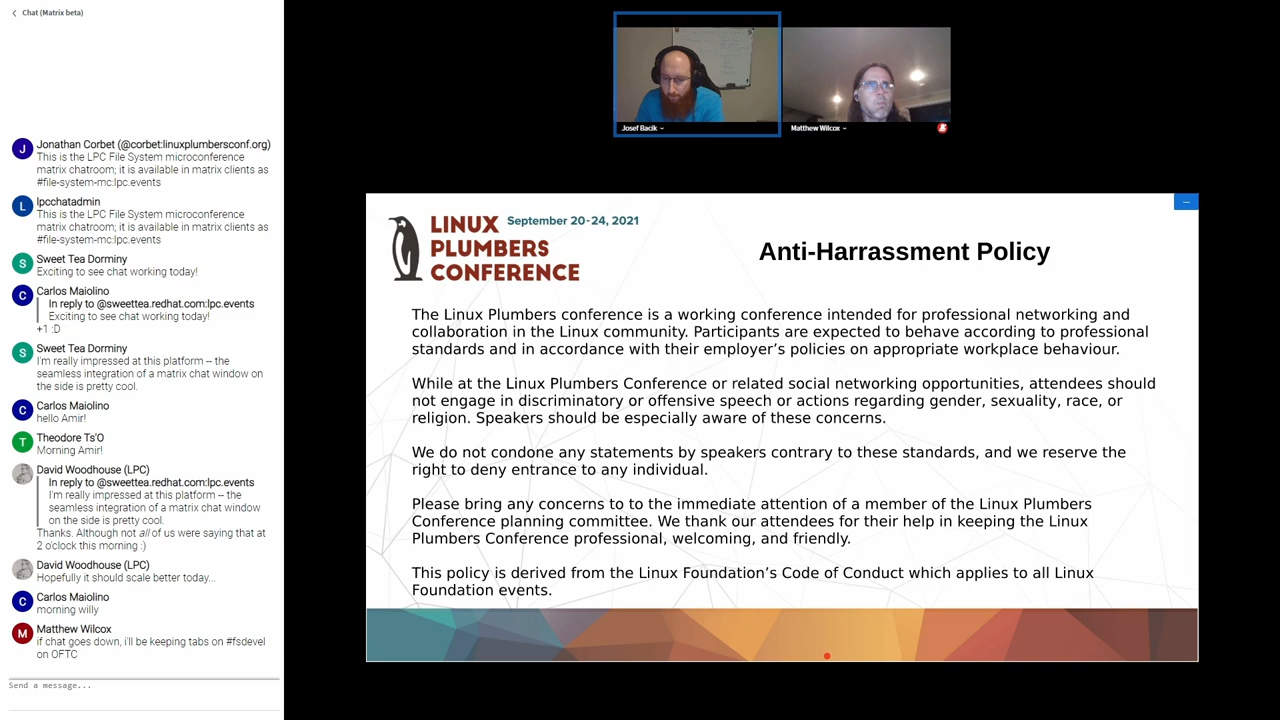 Chat (Matrix beta)
J
Jonathan Corbet (@corbet:linuxplumbersconf.org)
This is the LPC File System microconference
matrix chatroom; it is available in matrix clients as
#file-system-mc:lpc.events
L
lpcchatadmin
This is the LPC File System microconference
matrix chatroom; it is available in matrix clients as
#file-system-mc:lpc.events
S
Sweet Tea Dorminy
Exciting to see chat working today!
C
Carlos Maiolino
In reply to @sweettea.redhat.com:lpc.events
Exciting to see chat working today!
+1 :D
S
Sweet Tea Dorminy
I'm really impressed at this platform -- the
seamless integration of a matrix chat window on
the side is pretty cool.
C
Carlos Maiolino
hello Amir!
T
Theodore Ts'O
Morning Amir!
David Woodhouse (LPC)
In reply to @sweettea.redhat.com:lpc.events
I'm really impressed at this platform -- the
seamless integration of a matrix chat window
on the side is pretty cool.
Thanks. Although not all of us were saying that at
2 o'clock this morning :)
David Woodhouse (LPC)
Hopefully it should scale better today...
C
Carlos Maiolino
morning willy
M
Matthew Wilcox
if chat goes down, i'll be keeping tabs on #fsdevel
on OFTC
Send a message...
Josef Bacik
Matthew Wilcox
LINUX
September 20-24, 2021
PLUMBERS
CONFERENCE
Anti-Harrassment Policy
The Linux Plumbers conference is a working conference intended for professional networking and
collaboration in the Linux community. Participants are expected to behave according to professional
standards and in accordance with their employer’s policies on appropriate workplace behaviour.
While at the Linux Plumbers Conference or related social networking opportunities, attendees should
not engage in discriminatory or offensive speech or actions regarding gender, sexuality, race, or
religion. Speakers should be especially aware of these concerns.
We do not condone any statements by speakers contrary to these standards, and we reserve the
right to deny entrance to any individual.
Please bring any concerns to to the immediate attention of a member of the Linux Plumbers
Conference planning committee. We thank our attendees for their help in keeping the Linux
Plumbers Conference professional, welcoming, and friendly.
This policy is derived from the Linux Foundation’s Code of Conduct which applies to all Linux
Foundation events.